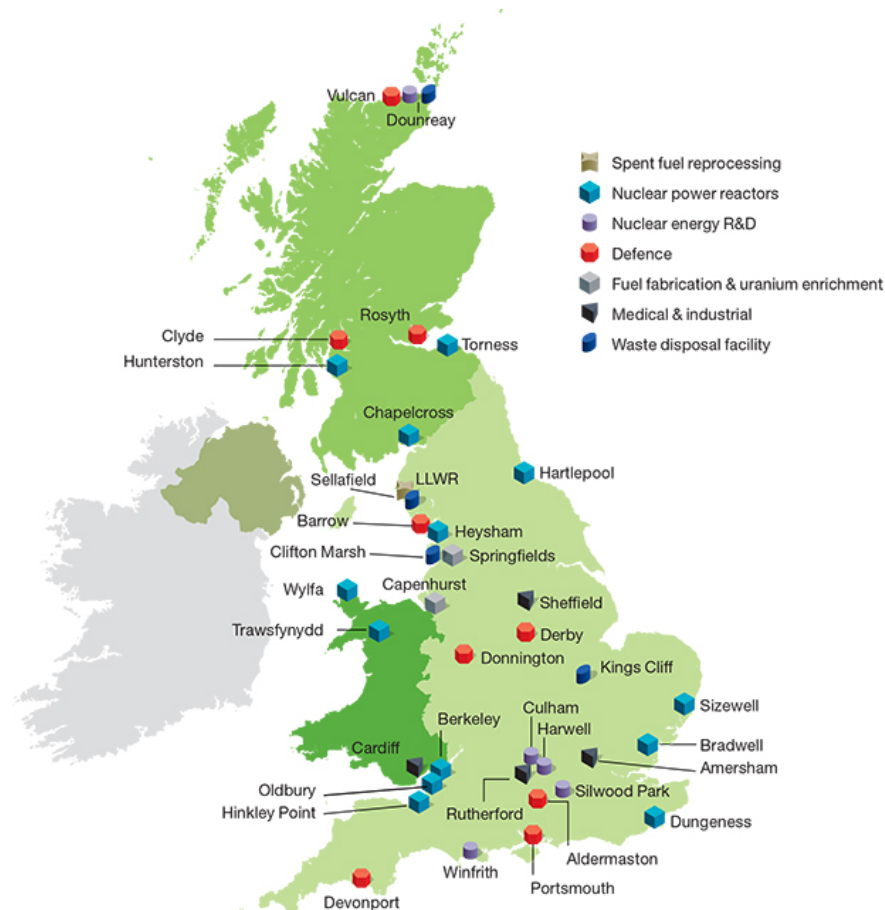 Vulcan
Dounreay
Spent fuel reprocessing
Nuclear power reactors
Nuclear energy R&D
Defence
Fuel fabrication & uranium enrichment
Medical & industrial
Waste disposal facility
Rosyth
Clyde
Torness
Hunterston
Chapelcross
Hartlepool
Sellafield
LLWR
Barrow
Heysham
Clifton Marsh
Springfields
Wylfa
Capenhurst
Sheffield
Trawsfynydd
Derby
Donnington
Kings Cliff
Sizewell
Culham
Berkeley
Harwell
Bradwell
Cardiff
Amersham
Oldbury
Silwood Park
Hinkley Point
Rutherford
Dungeness
Aldermaston
Winfrith
Portsmouth
Devonport